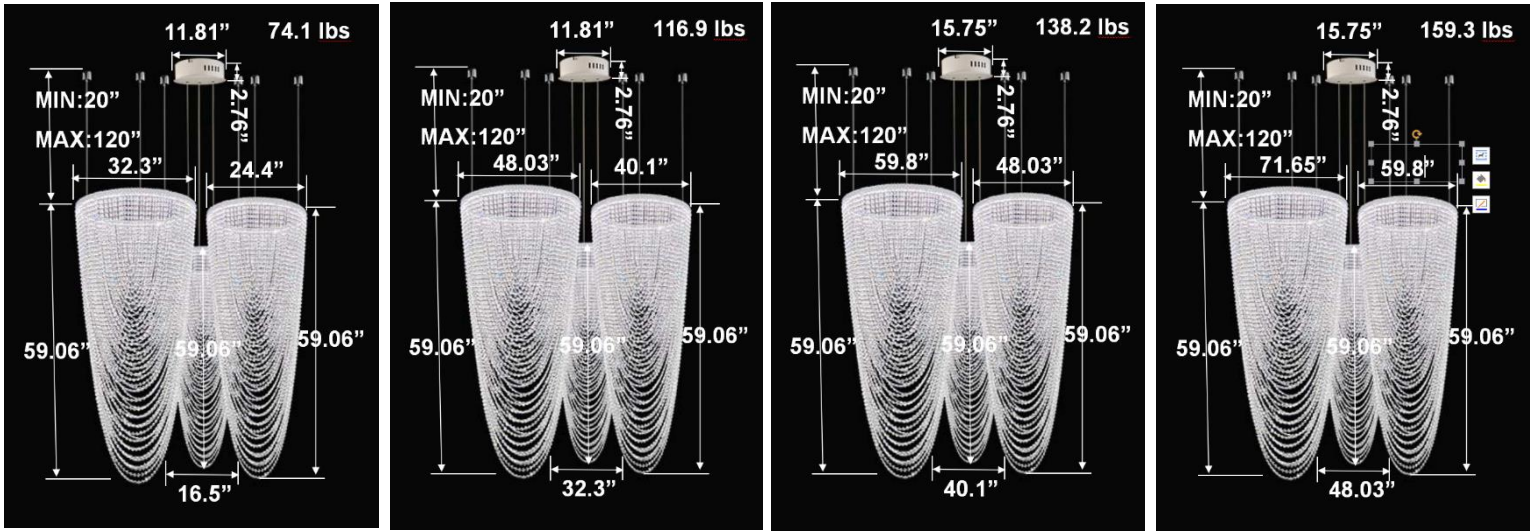 11.81” 74.1 lbs
2.76”
MIN:20”
MAX:120”
32.3” 24.4”
59.06” 59.06” 59.06”
16.5”
11.81” 116.9 lbs
2.76”
MIN:20”
MAX:120”
48.03” 40.1”
59.06” 59.06” 59.06”
32.3”
15.75” 138.2 lbs
2.76”
MIN:20”
MAX:120”
59.8” 48.03”
59.06” 59.06” 59.06”
40.1”
15.75” 159.3 lbs
2.76”
MIN:20”
MAX:120”
71.65” 59.8”
59.06” 59.06” 59.06”
48.03”